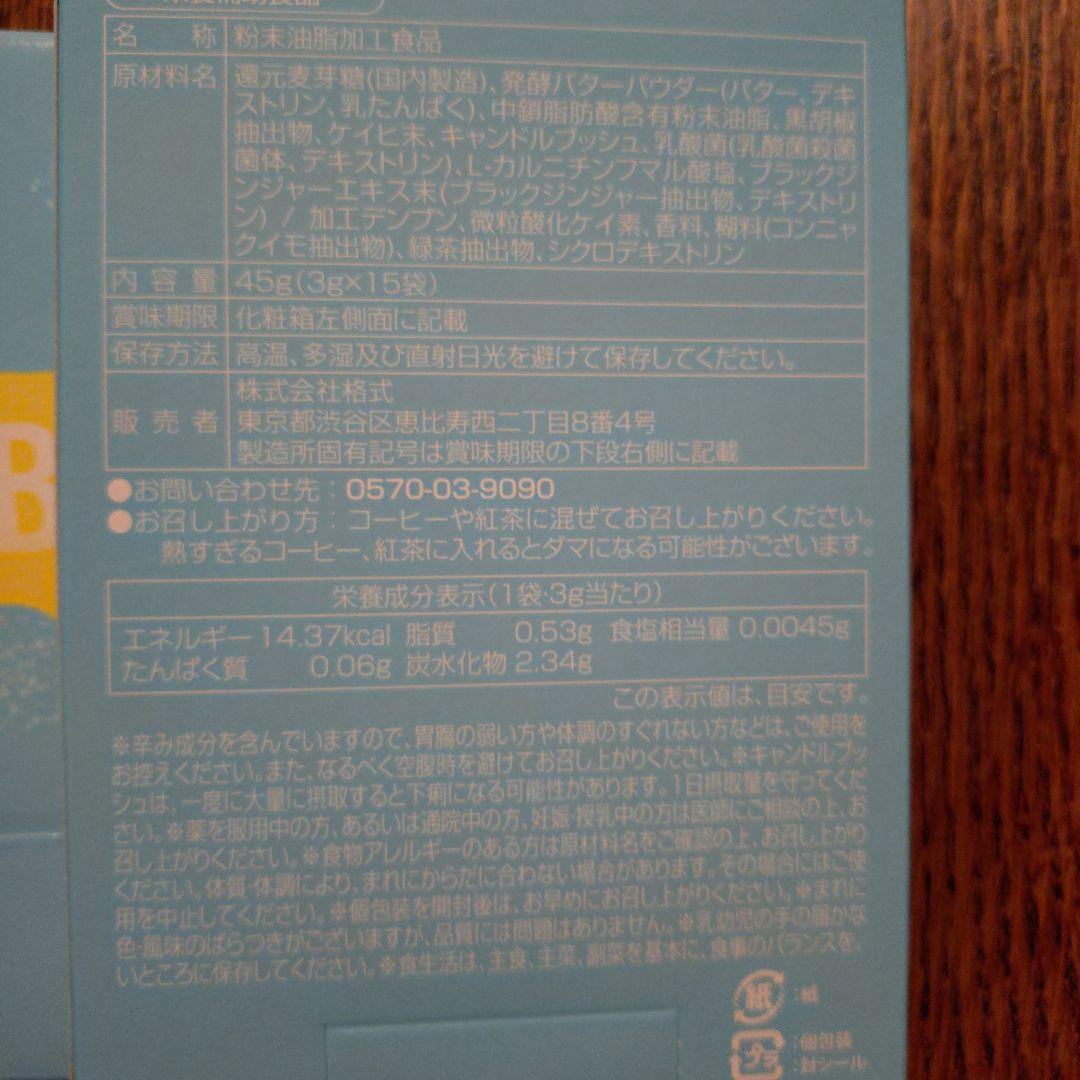 栄養補助食品
名称 粉末油脂加工食品
原材料名 還元麦芽糖(国内製造)、発酵バターパウダー(バター、デキ
ストリン、乳たんぱく)、中鎖脂肪酸含有粉末油脂、黒胡椒
抽出物、ケイヒ末、キャンドルブッシュ、乳酸菌(乳酸菌殺菌
菌体、デキストリン)、L-カルニチンフマル酸塩、ブラックジ
ンジャーエキス末(ブラックジンジャー抽出物、デキストリ
ン) / 加工デンプン、微粒酸化ケイ素、香料、糊料(コンニャ
クイモ抽出物)、緑茶抽出物、シクロデキストリン
内容量 45g(3g×15袋)
賞味期限 化粧箱左側面に記載
保存方法 高温、多湿及び直射日光を避けて保存してください。
株式会社格式
販売者 東京都渋谷区恵比寿西二丁目8番4号
製造所固有記号は賞味期限の下段右側に記載
●お問い合わせ先：0570-03-9090
●お召し上がり方：コーヒーや紅茶に混ぜてお召し上がりください。
熱すぎるコーヒー、紅茶に入れるとダマになる可能性がございます。
栄養成分表示(1袋・3g当たり)
エネルギー 14.37kcal 脂質 0.53g 食塩相当量 0.0045g
たんぱく質 0.06g 炭水化物 2.34g
この表示値は、目安です。
※辛み成分を含んでいますので、胃腸の弱い方や体調のすぐれない方などは、ご使用を
お控えください。また、なるべく空腹時を避けてお召し上がりください。※キャンドルブッ
シュは、一度に大量に摂取すると下痢になる可能性があります。1日摂取量を守ってくだ
さい。※薬を服用中の方、あるいは通院中の方、妊娠・授乳中の方は医師にご相談の上、お
召し上がりください。※食物アレルギーのある方は原材料名をご確認の上、お召し上がり
ください。体質・体調により、まれにからだに合わない場合があります。その場合にはご使
用を中止してください。※個包装を開封後は、お早めにお召し上がりください。※まれに
色・風味のばらつきがございますが、品質には問題はありません。※乳幼児の手の届かな
いところに保存してください。※食生活は、主食、主菜、副菜を基本に、食事のバランスを。
紙 ：紙
プラ ：個包装
：封シール
B